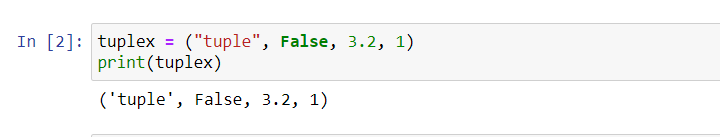 In [2]: tuplex = ("tuple", False, 3.2, 1)
print(tuplex)
('tuple', False, 3.2, 1)